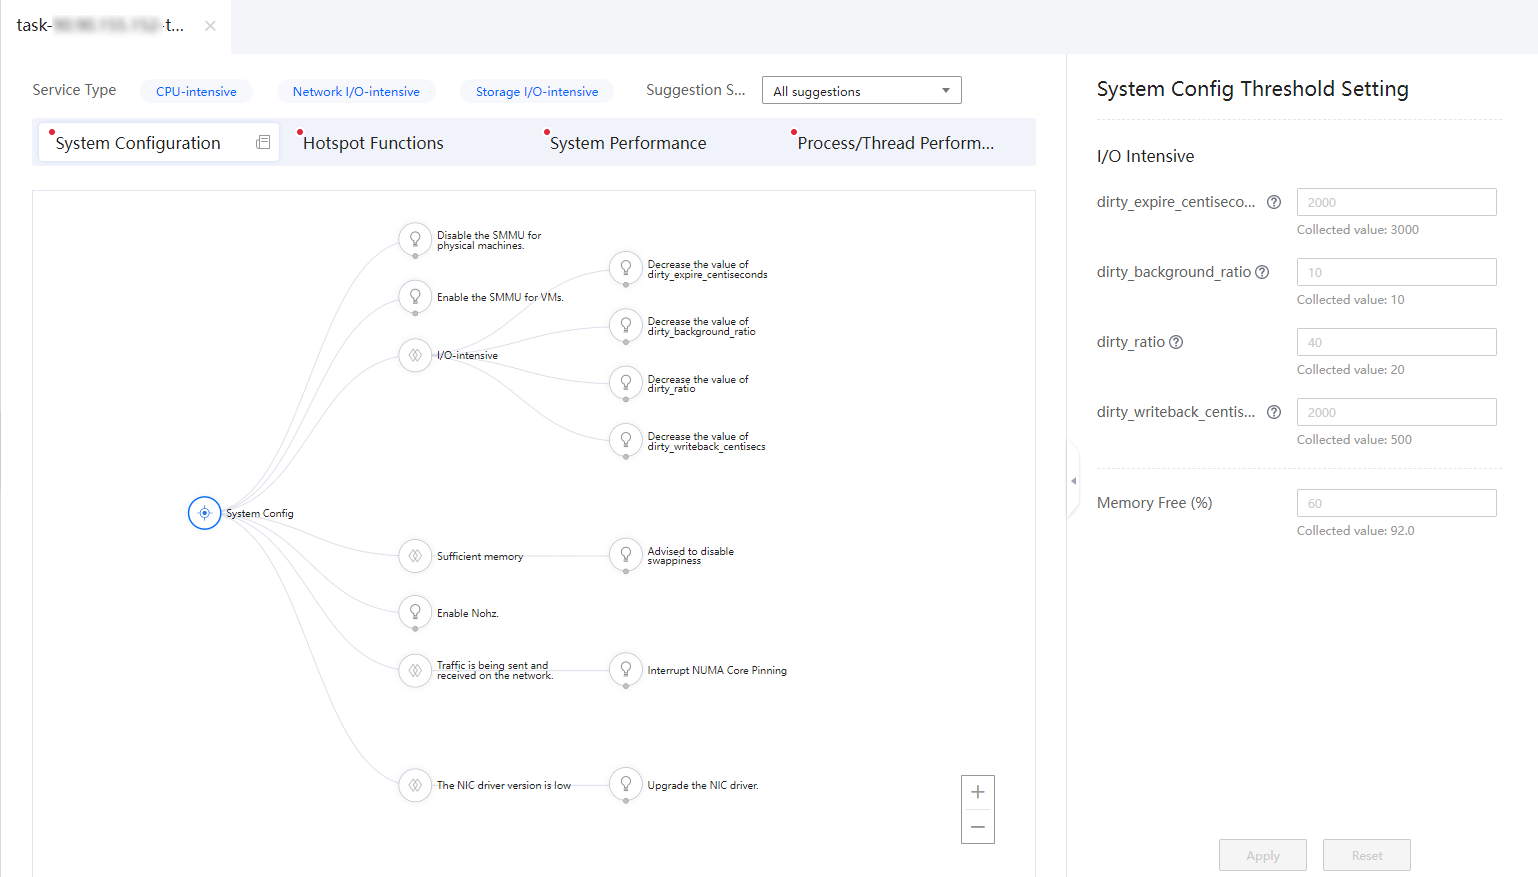 task- -t...
Service Type
CPU-intensive
Network I/O-intensive
Storage I/O-intensive
Suggestion S...
All suggestions
System Configuration
Hotspot Functions
System Performance
Process/Thread Perform...
Disable the SMMU for
physical machines.
Enable the SMMU for VMs.
I/O-intensive
Decrease the value of
dirty_expire_centiseconds
Decrease the value of
dirty_background_ratio
Decrease the value of
dirty_ratio
Decrease the value of
dirty_writeback_centisecs
System Config
Sufficient memory
Advised to disable
swappiness
Enable Nohz.
Traffic is being sent and
received on the network.
Interrupt NUMA Core Pinning
The NIC driver version is low
Upgrade the NIC driver.
System Config Threshold Setting
I/O Intensive
dirty_expire_centiseco...
2000
Collected value: 3000
dirty_background_ratio
10
Collected value: 10
dirty_ratio
40
Collected value: 20
dirty_writeback_centis...
2000
Collected value: 500
Memory Free (%)
60
Collected value: 92.0
Apply
Reset